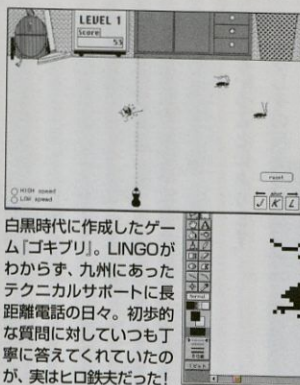 LEVEL 1
Score
53
HIGH speed
LOW speed
reset
J K L
白黒時代に作成したゲー
ム『ゴキブリ』。LINGOが
わからず、九州にあった
テクニカルサポートに長
距離電話の日々。初歩的
な質問に対していつも丁
寧に答えてくれていたの
が、実はヒロ鉄夫だった!
Normal